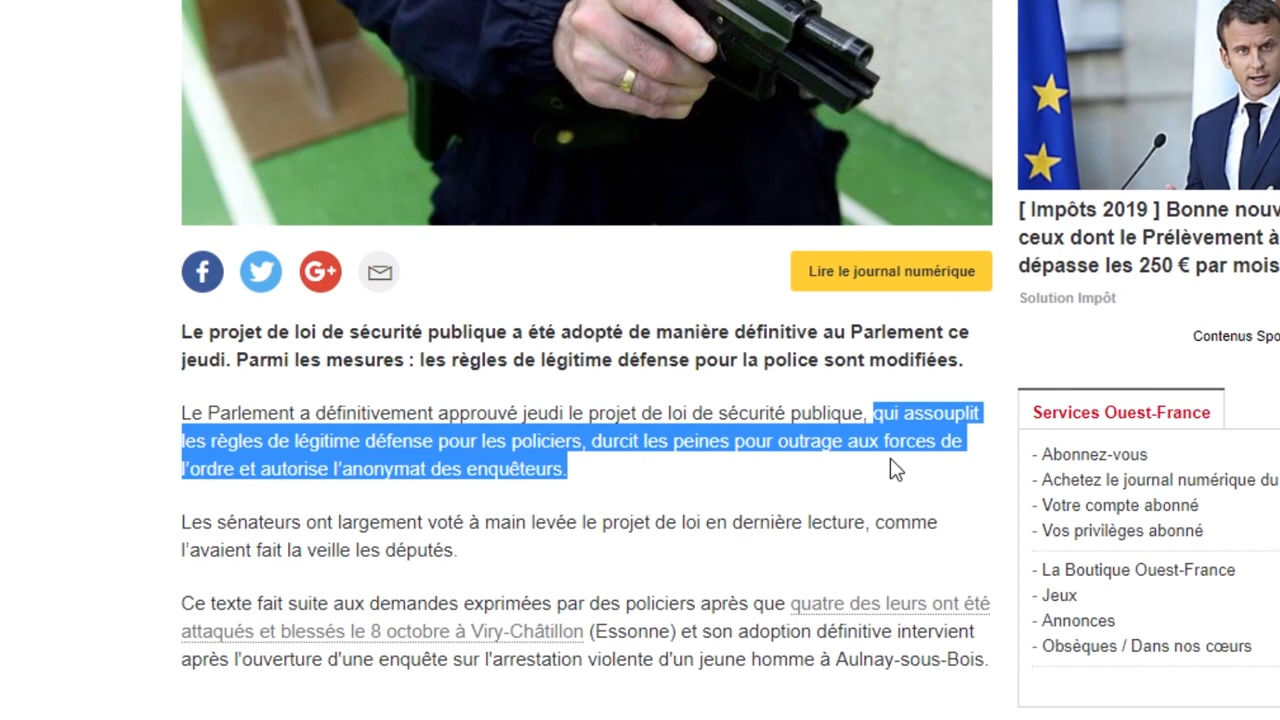 Lire le journal numérique
Le projet de loi de sécurité publique a été adopté de manière définitive au Parlement ce
jeudi. Parmi les mesures : les règles de légitime défense pour la police sont modifiées.
Le Parlement a définitivement approuvé jeudi le projet de loi de sécurité publique, qui assouplit
les règles de légitime défense pour les policiers, durcit les peines pour outrage aux forces de
l’ordre et autorise l’anonymat des enquêteurs.
Les sénateurs ont largement voté à main levée le projet de loi en dernière lecture, comme
l’avaient fait la veille les députés.
Ce texte fait suite aux demandes exprimées par des policiers après que quatre des leurs ont été
attaqués et blessés le 8 octobre à Viry-Châtillon (Essonne) et son adoption définitive intervient
après l'ouverture d'une enquête sur l'arrestation violente d'un jeune homme à Aulnay-sous-Bois.
[ Impôts 2019 ] Bonne nouv
ceux dont le Prélèvement à
dépasse les 250 € par mois
Solution Impôt
Contenus Spo
Services Ouest-France
- Abonnez-vous
- Achetez le journal numérique du
- Votre compte abonné
- Vos privilèges abonné
- La Boutique Ouest-France
- Jeux
- Annonces
- Obsèques / Dans nos cœurs